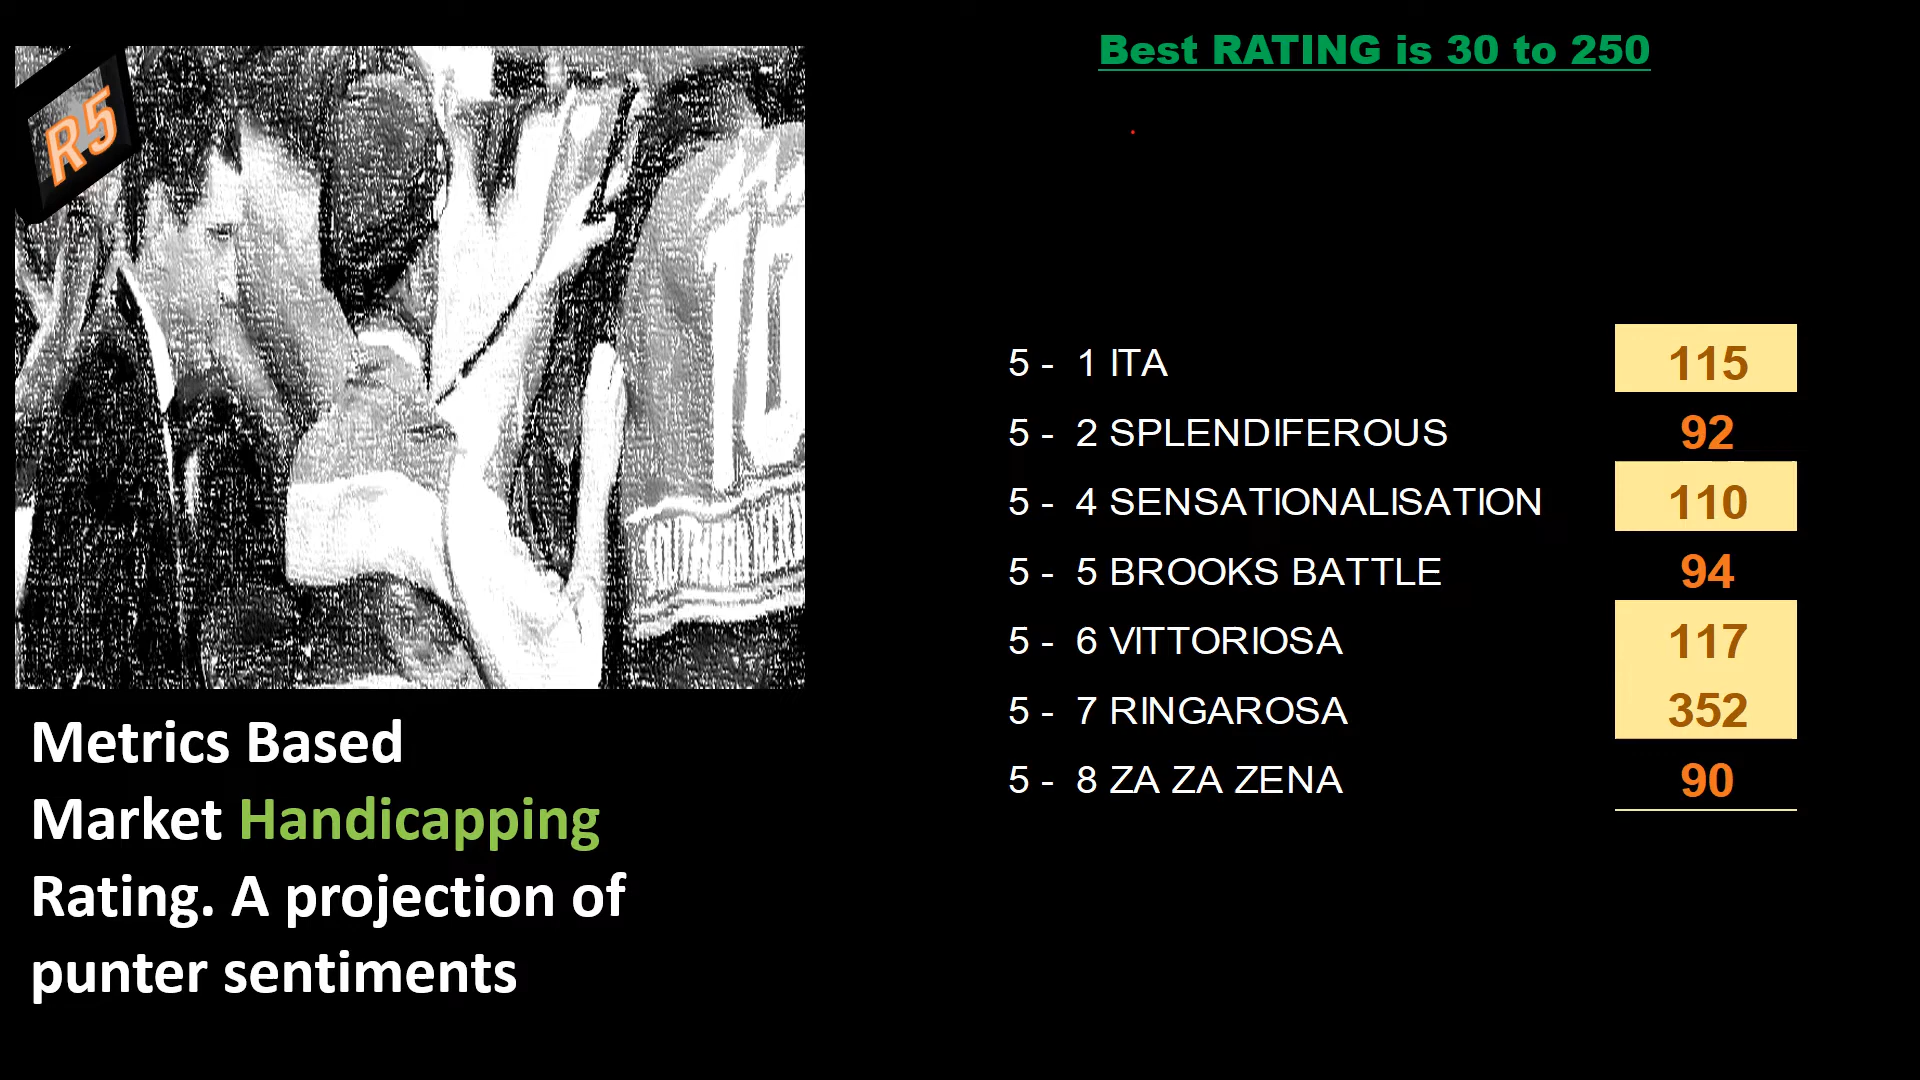 Best RATING is 30 to 250
R5
5 - 1 ITA 115
5 - 2 SPLENDIFEROUS 92
5 - 4 SENSATIONALISATION 110
5 - 5 BROOKS BATTLE 94
5 - 6 VITTORIOSA 117
5 - 7 RINGAROSA 352
5 - 8 ZA ZA ZENA 90
Metrics Based
Market Handicapping
Rating. A projection of
punter sentiments